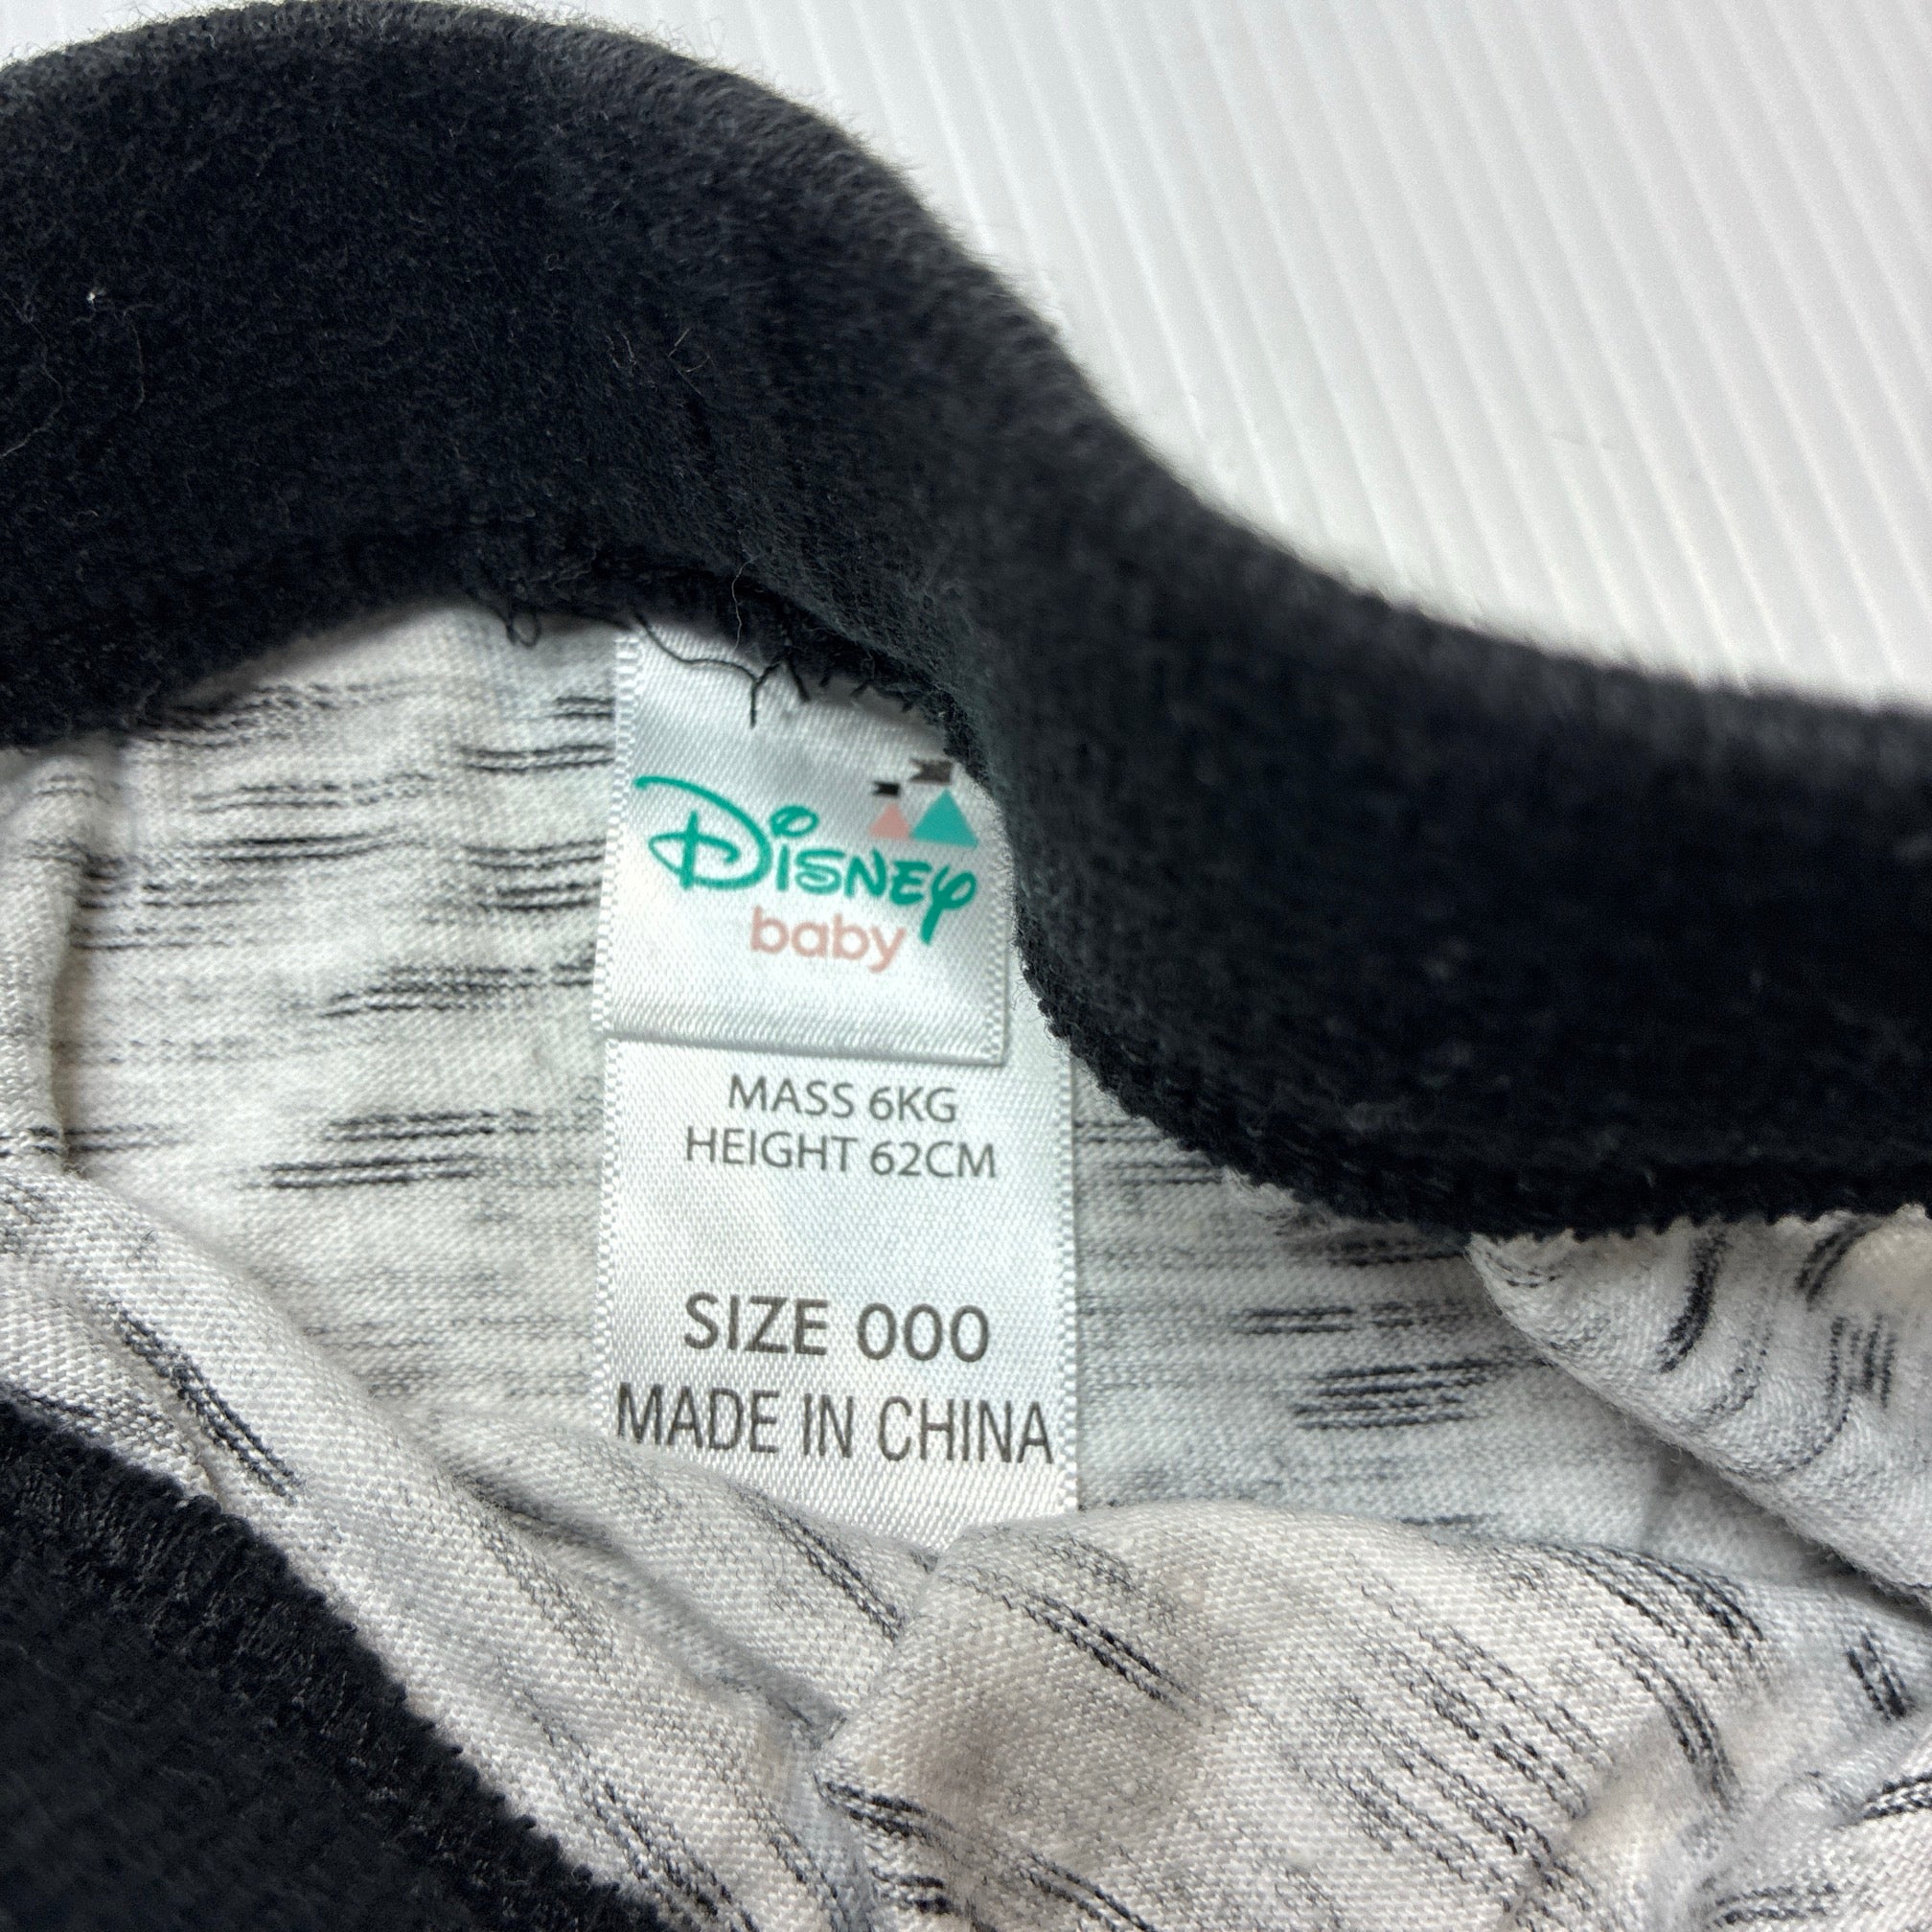 Disney
baby
MASS 6KG
HEIGHT 62CM
SIZE 000
MADE IN CHINA